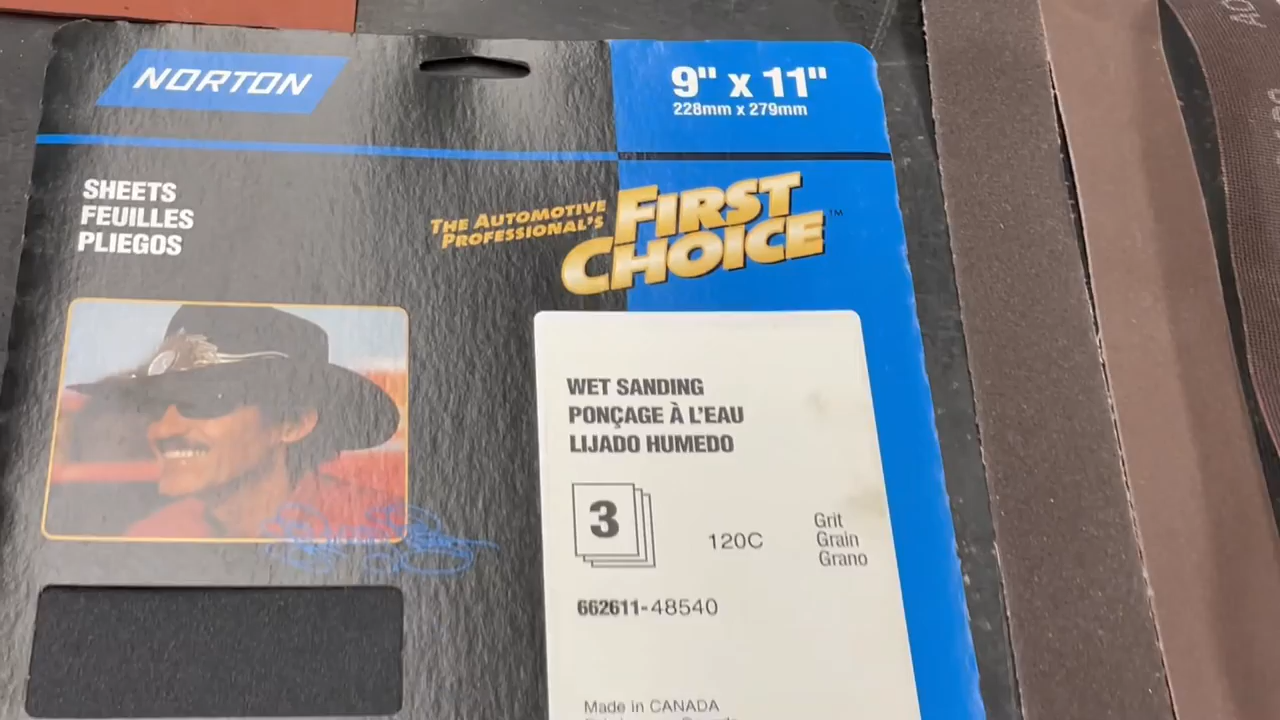 NORTON
9" x 11"
228mm x 279mm
SHEETS
FEUILLES
PLIEGOS
THE AUTOMOTIVE
PROFESSIONAL'S
FIRST
CHOICE™
WET SANDING
PONÇAGE À L'EAU
LIJADO HUMEDO
3
120C
Grit
Grain
Grano
662611-48540
Made in CANADA